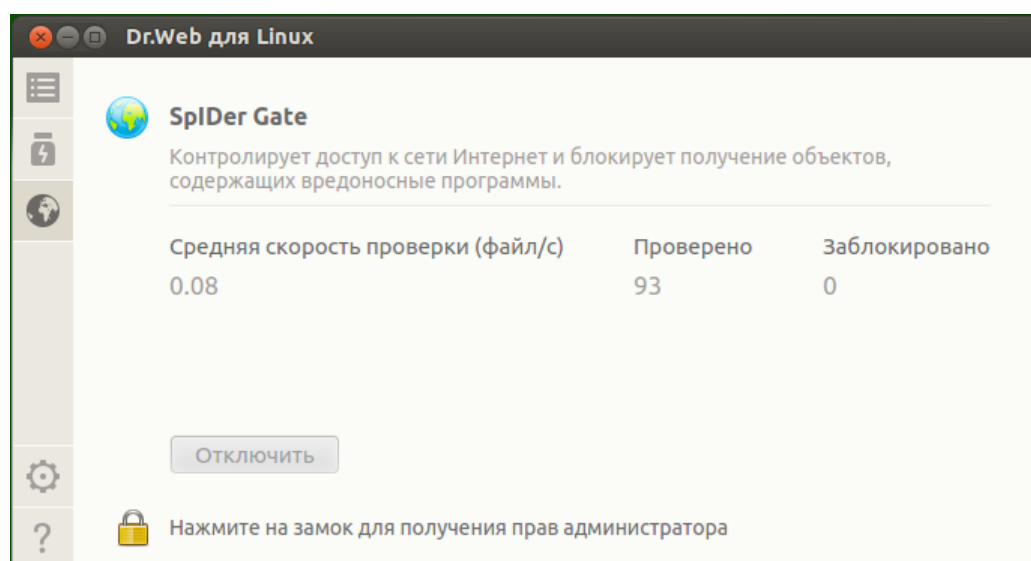 Dr.Web для Linux
SpIDer Gate
Контролирует доступ к сети Интернет и блокирует получение объектов,
содержащих вредоносные программы.
Средняя скорость проверки (файл/с) Проверено Заблокировано
0.08 93 0
Отключить
Нажмите на замок для получения прав администратора
?